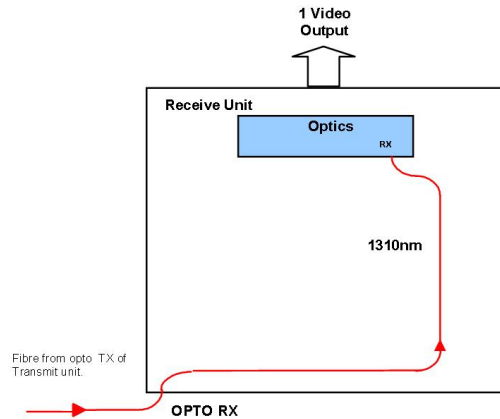 1 Video
Output
Receive Unit
Optics
RX
1310nm
Fibre from opto TX of
Transmit unit.
OPTO RX